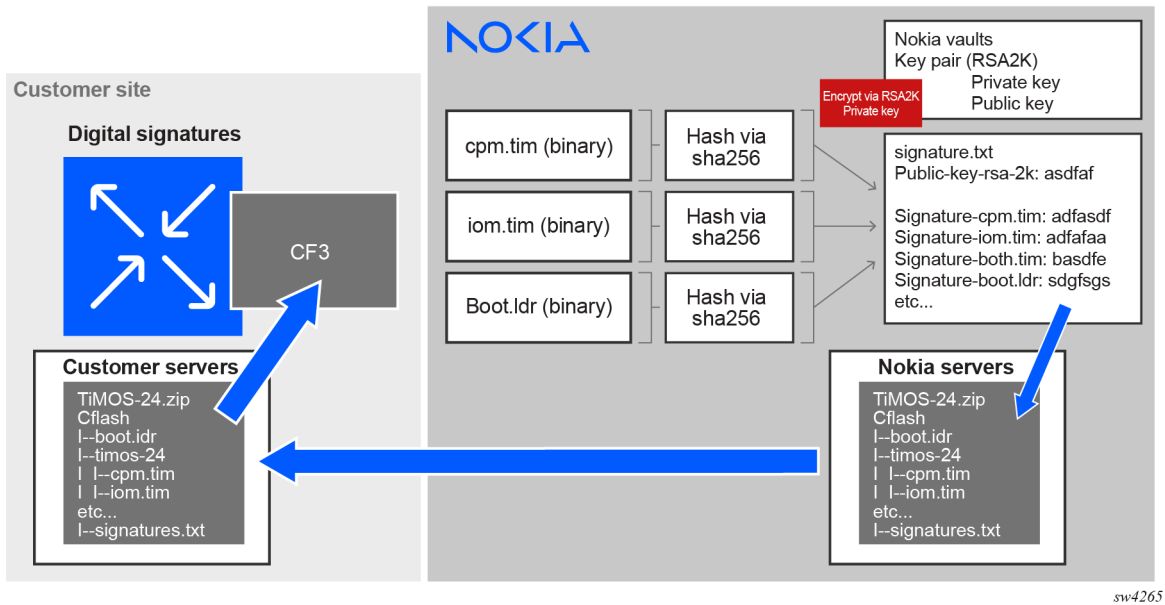 NOKIA
Nokia vaults
Key pair (RSA2K)
Private key
Public key
Customer site
Encrypt via RSA2K
Private key
Digital signatures
cpm.tim (binary)
Hash via
sha256
signature.txt
Public-key-rsa-2k: asdfaf
iom.tim (binary)
Hash via
sha256
Signature-cpm.tim: adfasdf
Signature-iom.tim: adfafaa
Signature-both.tim: basdfe
Signature-boot.ldr: sdgfsgs
etc...
CF3
Boot.ldr (binary)
Hash via
sha256
Customer servers
TiMOS-24.zip
Cflash
I--boot.idr
I--timos-24
I I--cpm.tim
I I--iom.tim
etc...
I--signatures.txt
Nokia servers
TiMOS-24.zip
Cflash
I--boot.idr
I--timos-24
I I--cpm.tim
I I--iom.tim
etc...
I--signatures.txt
sw4265